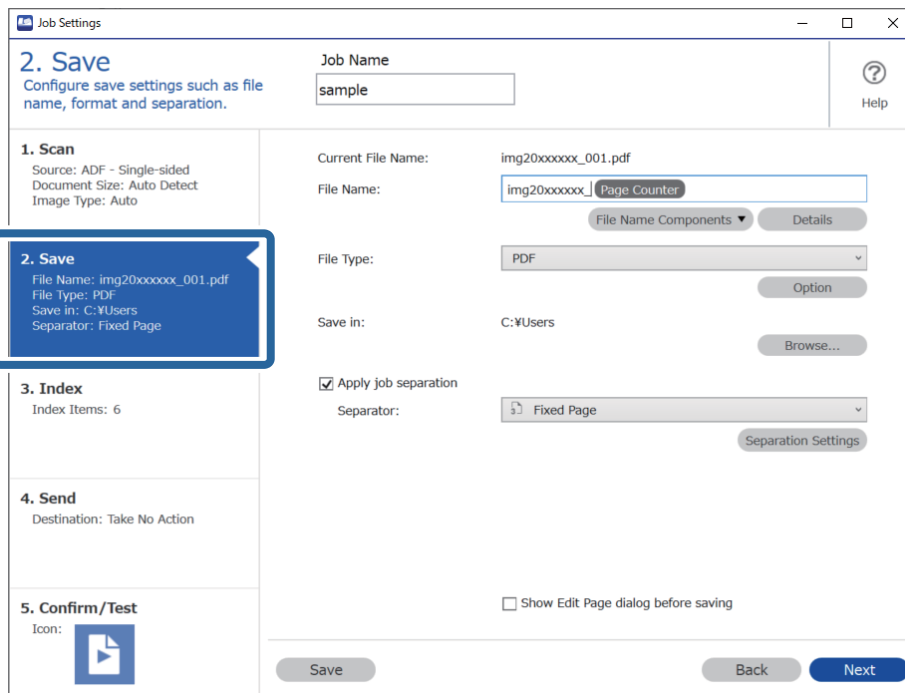 Job Settings
2. Save
Configure save settings such as file
name, format and separation.
Job Name
sample
Help
1. Scan
Source: ADF - Single-sided
Document Size: Auto Detect
Image Type: Auto
2. Save
File Name: img20xxxxxx_001.pdf
File Type: PDF
Save in: C:¥Users
Separator: Fixed Page
3. Index
Index Items: 6
4. Send
Destination: Take No Action
5. Confirm/Test
Icon:
Current File Name: img20xxxxxx_001.pdf
File Name: img20xxxxxx_ Page Counter
File Name Components ▼ Details
File Type: PDF
Option
Save in: C:¥Users
Browse...
Apply job separation
Separator: Fixed Page
Separation Settings
Show Edit Page dialog before saving
Save Back Next